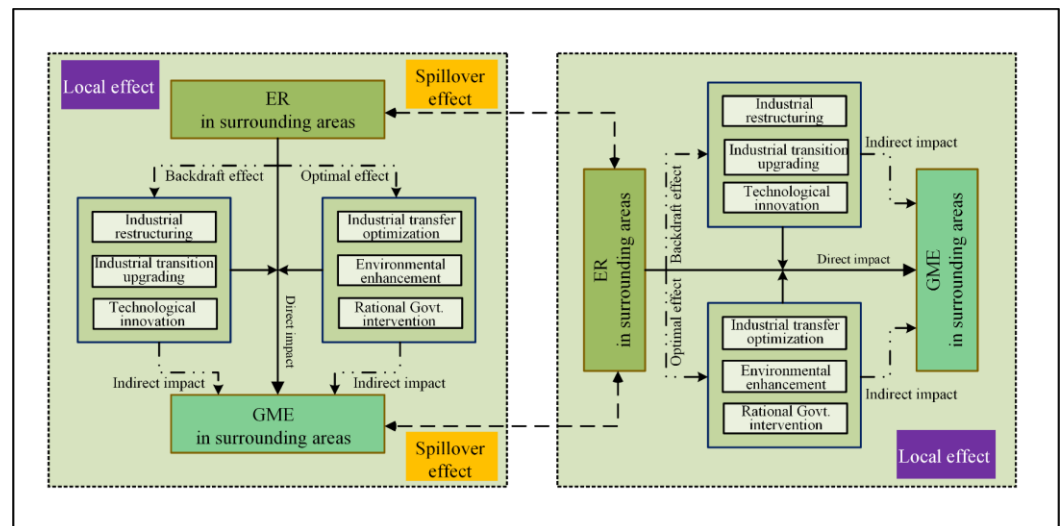 Local effect
ER
in surrounding areas
Spillover
effect
Backdraft effect
Optimal effect
Industrial
restructuring
Industrial transition
upgrading
Technological
innovation
Industrial transfer
optimization
Environmental
enhancement
Rational Govt.
intervention
Direct impact
Indirect impact
Indirect impact
GME
in surrounding areas
Spillover
effect
ER
in surrounding areas
Backdraft effect
Optimal effect
Industrial
restructuring
Industrial transition
upgrading
Technological
innovation
Indirect impact
Direct impact
Industrial transfer
optimization
Environmental
enhancement
Rational Govt.
intervention
Indirect impact
GME
in surrounding areas
Local effect